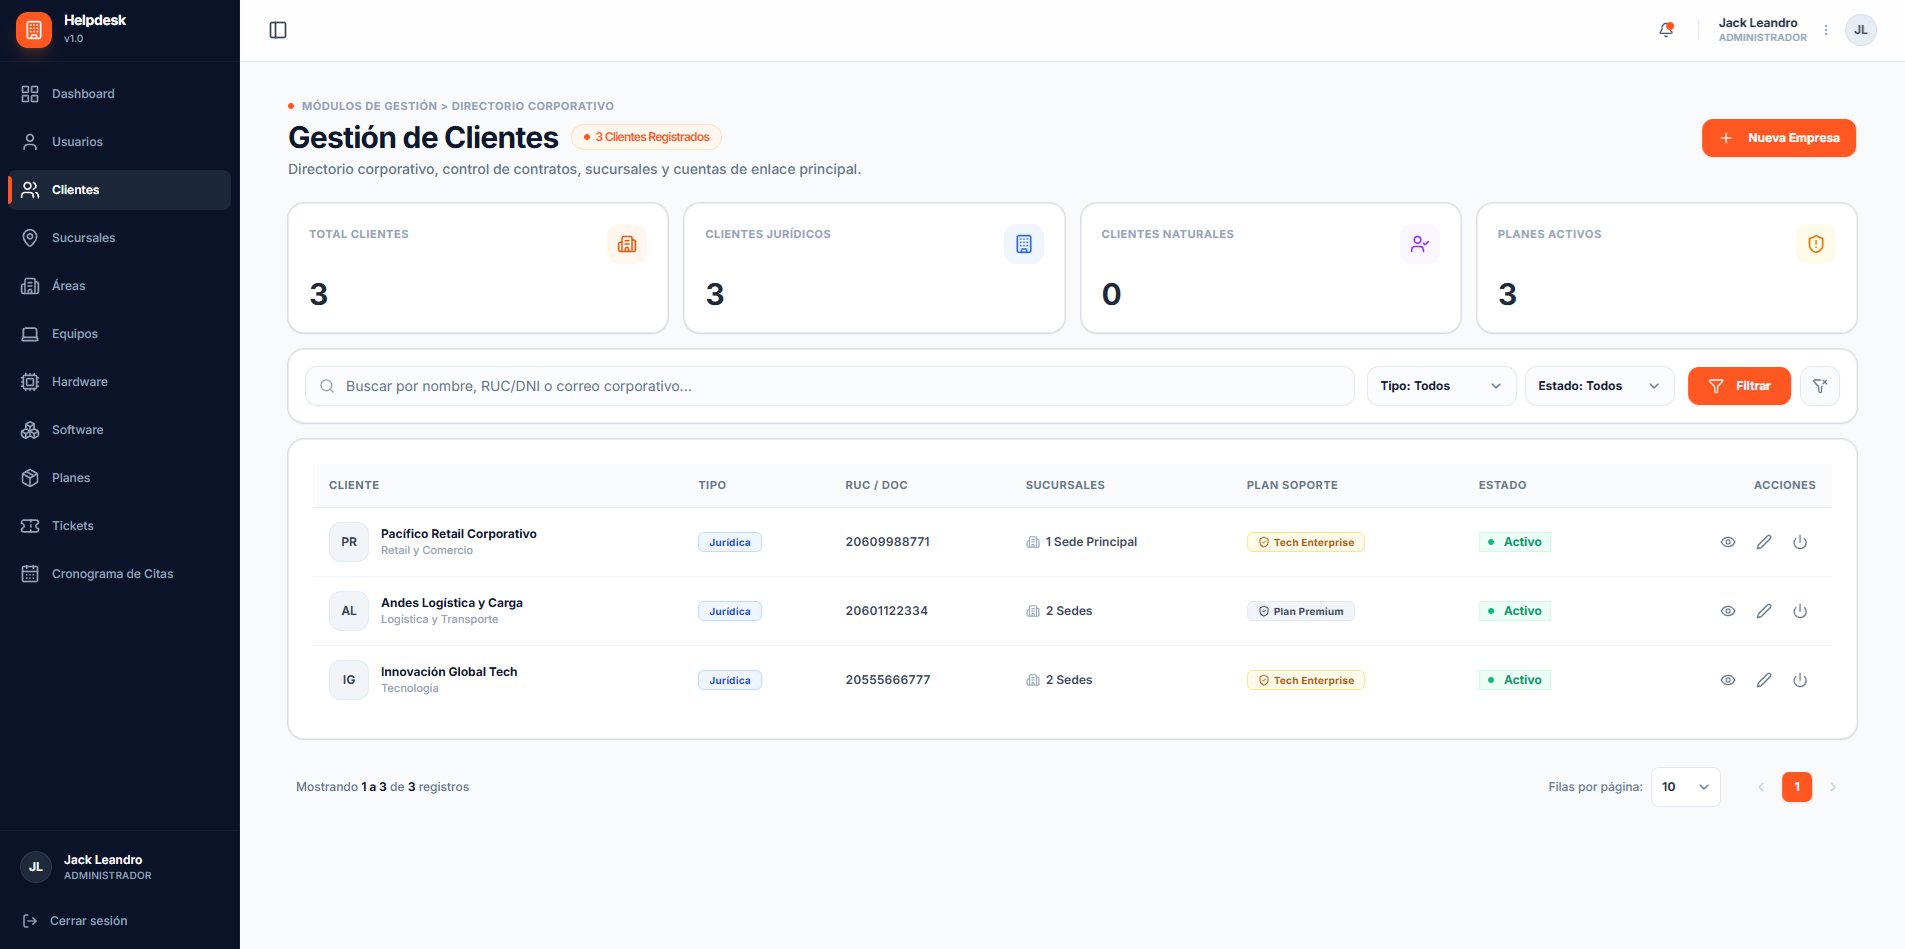 Helpdesk
v1.0
Dashboard
Usuarios
Clientes
Sucursales
Áreas
Equipos
Hardware
Software
Planes
Tickets
Cronograma de Citas
JL
Jack Leandro
ADMINISTRADOR
Cerrar sesión
Jack Leandro
ADMINISTRADOR
JL
MÓDULOS DE GESTIÓN > DIRECTORIO CORPORATIVO
Gestión de Clientes
3 Clientes Registrados
Directorio corporativo, control de contratos, sucursales y cuentas de enlace principal.
Nueva Empresa
TOTAL CLIENTES
3
CLIENTES JURÍDICOS
3
CLIENTES NATURALES
0
PLANES ACTIVOS
3
Buscar por nombre, RUC/DNI o correo corporativo...
Tipo: Todos
Estado: Todos
Filtrar
CLIENTE TIPO RUC / DOC SUCURSALES PLAN SOPORTE ESTADO ACCIONES
PR Pacífico Retail Corporativo Jurídica 20609988771 1 Sede Principal Tech Enterprise Activo
Retail y Comercio
AL Andes Logística y Carga Jurídica 20601122334 2 Sedes Plan Premium Activo
Logística y Transporte
IG Innovación Global Tech Jurídica 20555666777 2 Sedes Tech Enterprise Activo
Tecnología
Mostrando 1 a 3 de 3 registros
Filas por página: 10
1